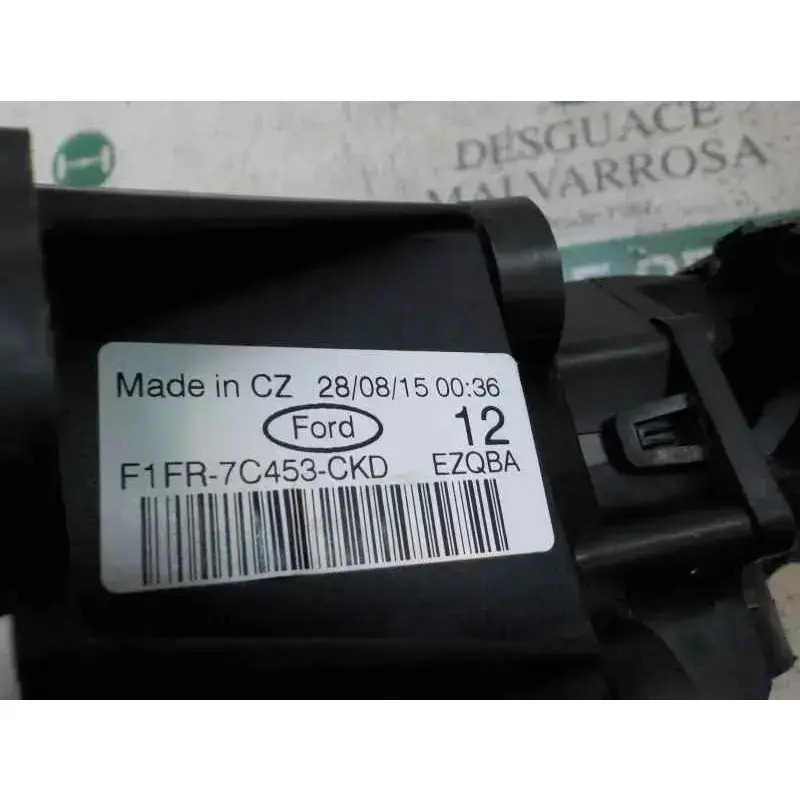 DESGUACE
MALVARROSA
Made in CZ 28/08/15 00:36
Ford 12
F1FR-7C453-CKD EZQBA